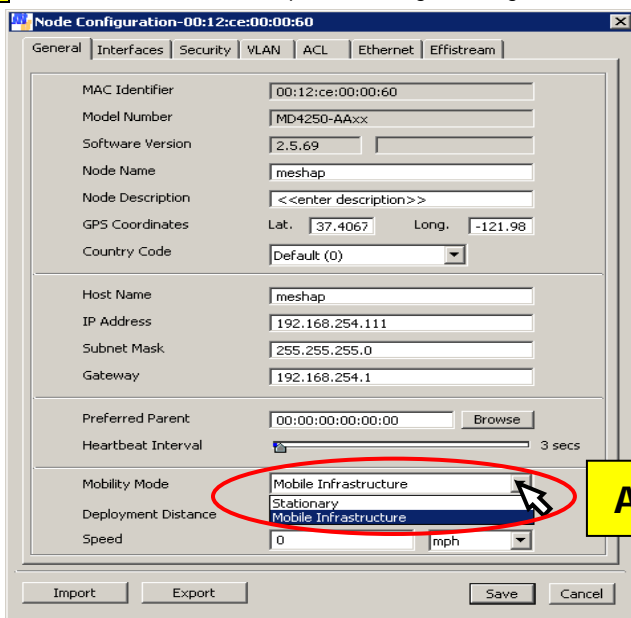 Node Configuration-00:12:ce:00:00:60
General Interfaces Security VLAN ACL Ethernet Effistream
MAC Identifier 00:12:ce:00:00:60
Model Number MD4250-AAxx
Software Version 2.5.69
Node Name meshap
Node Description <<enter description>>
GPS Coordinates Lat. 37.4067 Long. -121.98
Country Code Default (0)
Host Name meshap
IP Address 192.168.254.111
Subnet Mask 255.255.255.0
Gateway 192.168.254.1
Preferred Parent 00:00:00:00:00:00 Browse
Heartbeat Interval 3 secs
Mobility Mode Mobile Infrastructure
Stationary
A
Deployment Distance Mobile Infrastructure
Speed 0 mph
Import Export Save Cancel